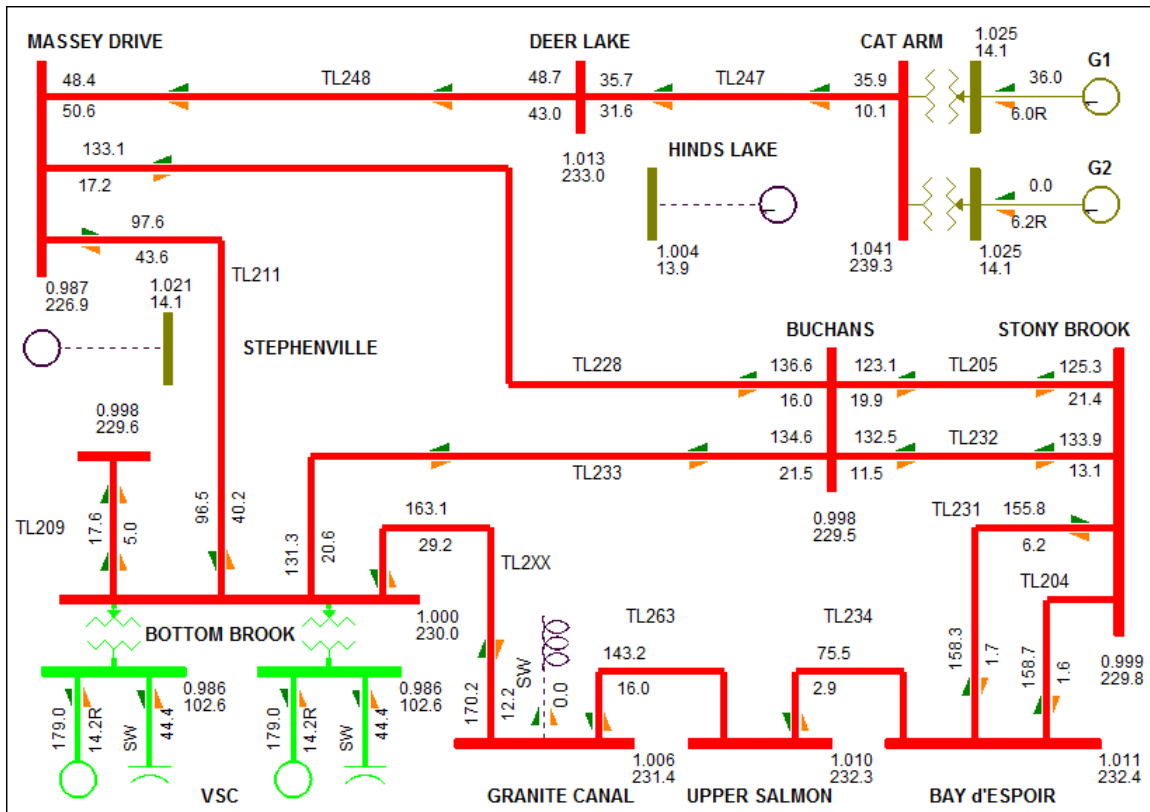 MASSEY DRIVE
DEER LAKE
CAT ARM
1.025
14.1
G1
48.4
TL248
48.7
35.7
TL247
35.9
36.0
50.6
43.0
31.6
10.1
6.0R
133.1
1.013
233.0
HINDS LAKE
G2
17.2
0.0
97.6
6.2R
43.6
1.004
13.9
1.041
239.3
1.025
14.1
TL211
0.987
226.9
1.021
14.1
STEPHENVILLE
BUCHANS
STONY BROOK
TL228
136.6
123.1
TL205
125.3
16.0
19.9
21.4
0.998
229.6
134.6
132.5
TL232
133.9
TL233
21.5
11.5
13.1
TL209
17.6
5.0
96.5
40.2
131.3
20.6
163.1
29.2
TL2XX
0.998
229.5
TL231
155.8
6.2
TL204
BOTTOM BROOK
1.000
230.0
TL263
TL234
143.2
16.0
75.5
2.9
158.3
1.7
158.7
1.6
0.999
229.8
0.986
102.6
0.986
102.6
179.0
14.2R
SW
44.4
179.0
14.2R
SW
44.4
170.2
12.2
SW
0.0
1.006
231.4
1.010
232.3
1.011
232.4
VSC
GRANITE CANAL
UPPER SALMON
BAY d'ESPOIR